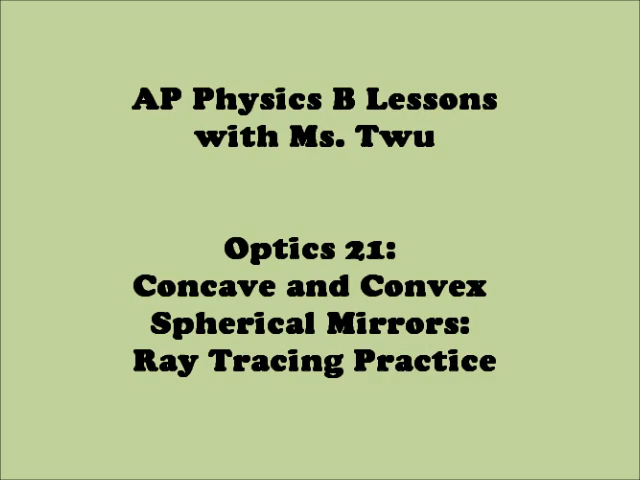 AP Physics B Lessons
with Ms. Twu
Optics 21:
Concave and Convex
Spherical Mirrors:
Ray Tracing Practice